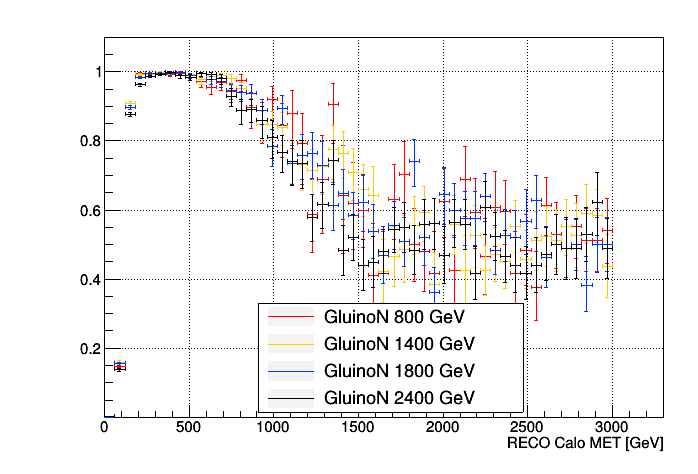 1
0.8
0.6
0.4
0.2
GluinoN 800 GeV
GluinoN 1400 GeV
GluinoN 1800 GeV
GluinoN 2400 GeV
0 500 1000 1500 2000 2500 3000
RECO Calo MET [GeV]